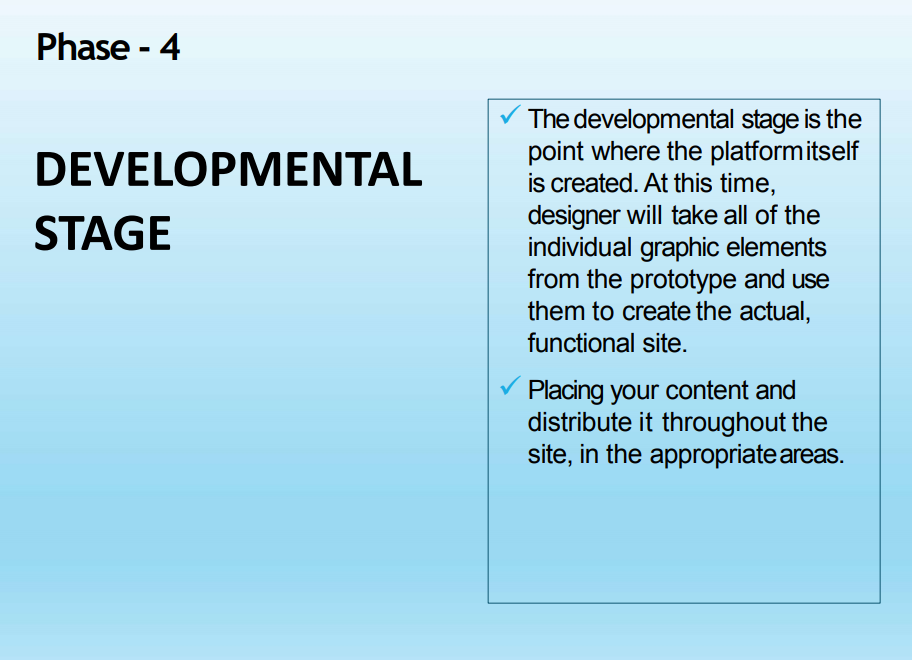 Phase - 4
DEVELOPMENTAL
STAGE
✓ The developmental stage is the
point where the platform itself
is created. At this time,
designer will take all of the
individual graphic elements
from the prototype and use
them to create the actual,
functional site.
✓ Placing your content and
distribute it throughout the
site, in the appropriate areas.